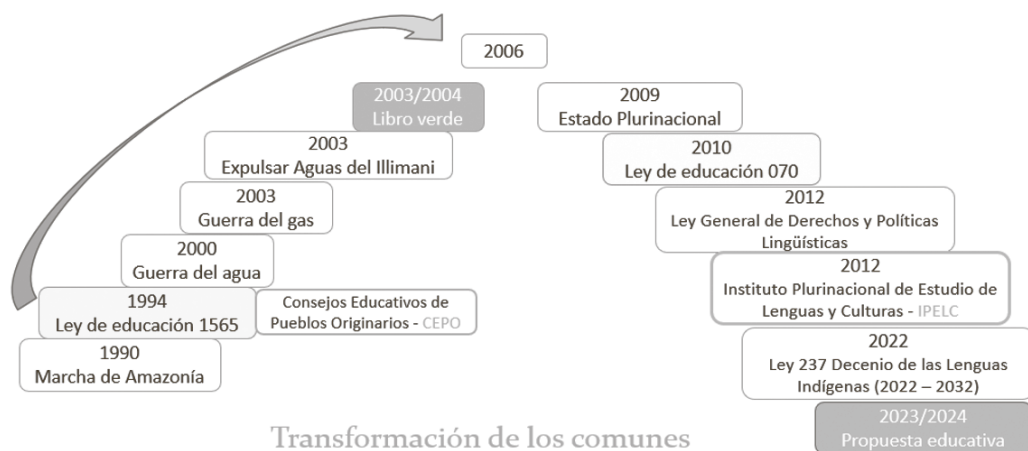 2006
2003/2004
Libro verde
2009
Estado Plurinacional
2003
Expulsar Aguas del Illimani
2010
Ley de educación 070
2003
Guerra del gas
2012
Ley General de Derechos y Políticas
Lingüísticas
2000
Guerra del agua
2012
Instituto Plurinacional de Estudio de
Lenguas y Culturas - IPELC
1994
Ley de educación 1565
Consejos Educativos de
Pueblos Originarios - CEPO
1990
Marcha de Amazonía
2022
Ley 237 Decenio de las Lenguas
Indígenas (2022 – 2032)
2023/2024
Propuesta educativa
Transformación de los comunes